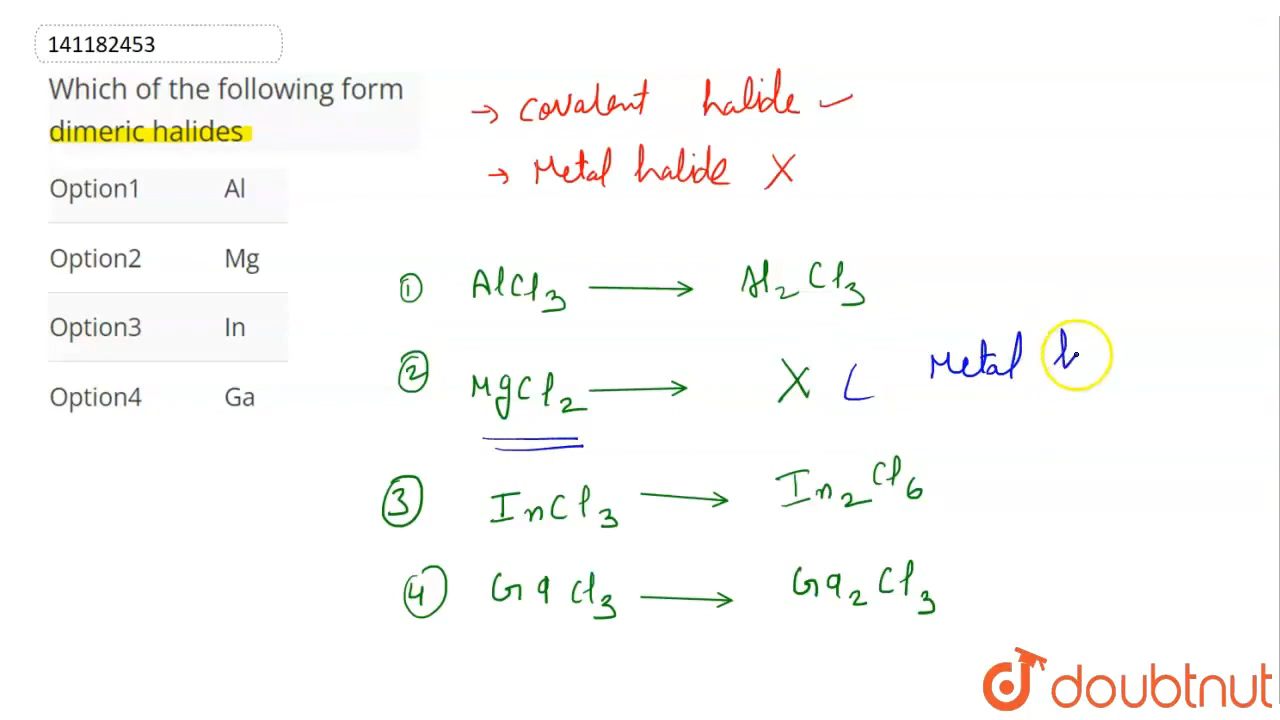 141182453
Which of the following form
dimeric halides
Option1 Al
Option2 Mg
Option3 In
Option4 Ga
→ covalent halide ✓
→ Metal halide X
① AlCl3 → Al2Cl3
② MgCl2 → X Metal h
③ InCl3 → In2Cl6
④ GaCl3 → Ga2Cl3
doubtnut